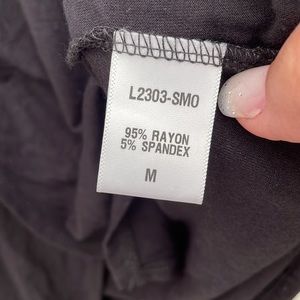 L2303-SMO
95% RAYON
5% SPANDEX
M